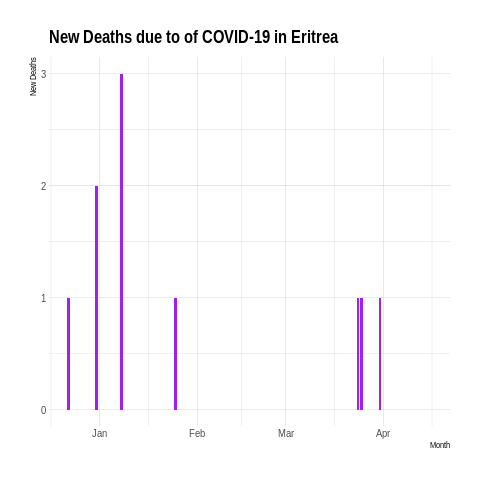 New Deaths due to of COVID-19 in Eritrea
New Deaths
3
2
1
0
Jan Feb Mar Apr
Month